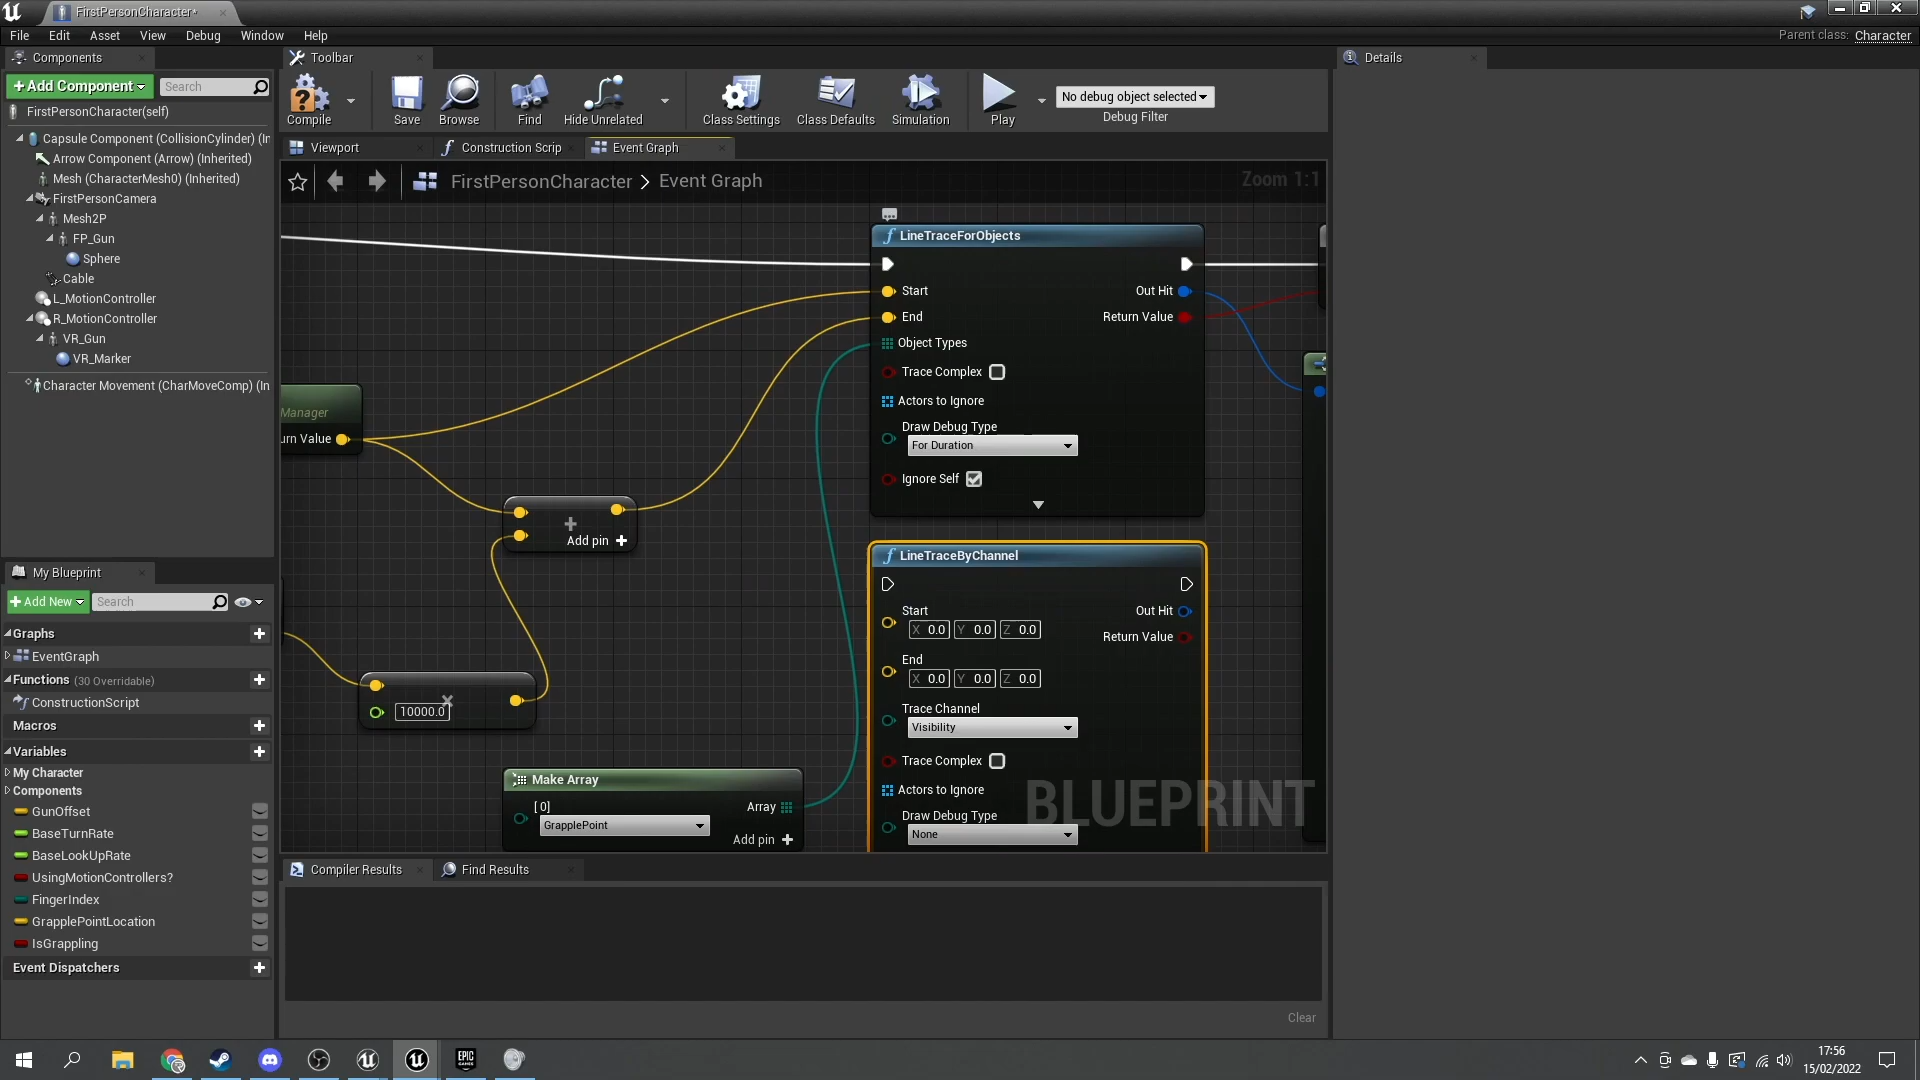 FirstPersonCharacter*
File Edit Asset View Debug Window Help
Parent class: Character
Components
Toolbar
Details
+ Add Component
Search
Compile
Save
Browse
Find
Hide Unrelated
Class Settings
Class Defaults
Simulation
Play
No debug object selected
Debug Filter
FirstPersonCharacter(self)
Capsule Component (CollisionCylinder) (In
Arrow Component (Arrow) (Inherited)
Mesh (CharacterMesh0) (Inherited)
FirstPersonCamera
Mesh2P
FP_Gun
Sphere
Cable
L_MotionController
R_MotionController
VR_Gun
VR_Marker
Character Movement (CharMoveComp) (In
Viewport
Construction Scrip
Event Graph
FirstPersonCharacter > Event Graph
Zoom 1:1
LineTraceForObjects
Start
Out Hit
End
Return Value
Object Types
Trace Complex
Actors to Ignore
Draw Debug Type
For Duration
Ignore Self
Manager
urn Value
Add pin +
10000.0
Make Array
[0]
Array
GrapplePoint
Add pin +
LineTraceByChannel
Start
Out Hit
X 0.0 Y 0.0 Z 0.0
Return Value
End
X 0.0 Y 0.0 Z 0.0
Trace Channel
Visibility
Trace Complex
Actors to Ignore
Draw Debug Type
None
BLUEPRINT
My Blueprint
+ Add New
Search
Graphs
EventGraph
Functions (30 Overridable)
ConstructionScript
Macros
Variables
My Character
Components
GunOffset
BaseTurnRate
BaseLookUpRate
UsingMotionControllers?
FingerIndex
GrapplePointLocation
IsGrappling
Event Dispatchers
Compiler Results
Find Results
Clear
EPIC
GAMES
17:56
15/02/2022